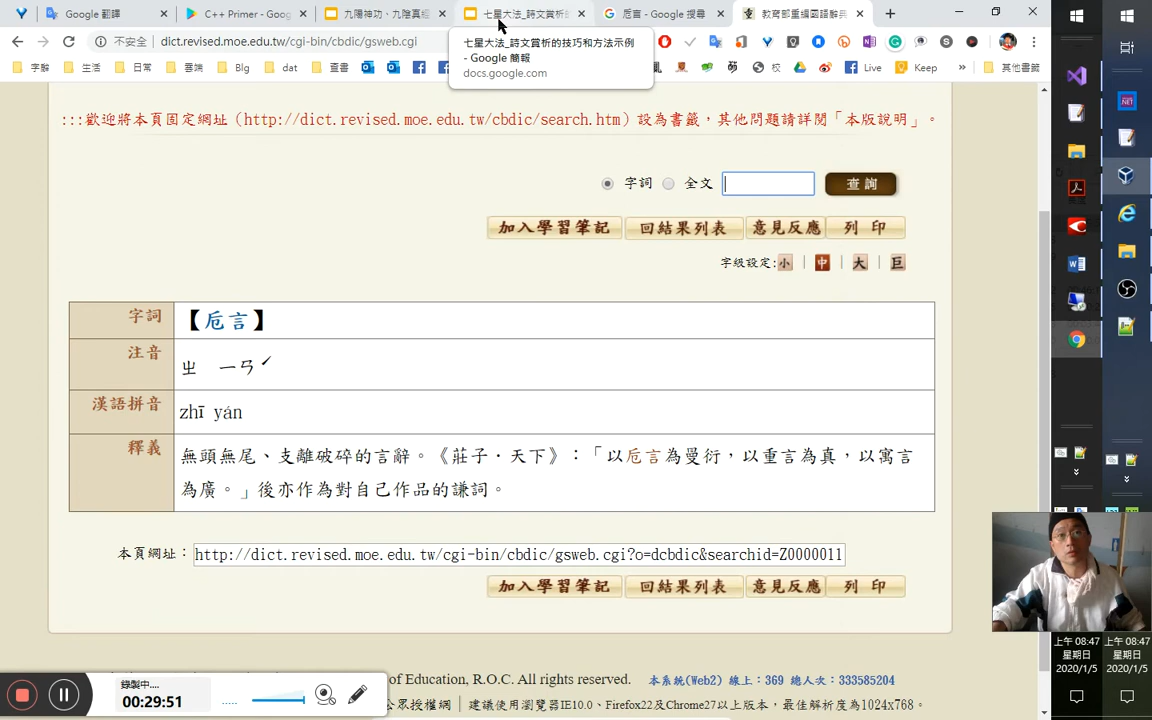 Google 翻譯
C++ Primer - Goog
九陽神功、九陰真經
七星大法_詩文賞析的
卮言 - Google 搜尋
教育部重編國語辭典
不安全 dict.revised.moe.edu.tw/cgi-bin/cbdic/gsweb.cgi
七星大法_詩文賞析的技巧和方法示例
- Google 簡報
docs.google.com
字辭 生活 日常 雲端 Blg dat 查書 校 Live Keep » 其他書籤
:::歡迎將本頁固定網址（http://dict.revised.moe.edu.tw/cbdic/search.htm）設為書籤，其他問題請詳閱「本版說明」。
字詞 全文 查詢
加入學習筆記 回結果列表 意見反應 列印
字級設定:小 | 中 | 大 | 巨
字詞 【卮言】
注音 ㄓ ㄧㄢˊ
漢語拼音 zhī yán
釋義 無頭無尾、支離破碎的言辭。《莊子．天下》：「以卮言為曼衍，以重言為真，以寓言
為廣。」後亦作為對自己作品的謙詞。
本頁網址： http://dict.revised.moe.edu.tw/cgi-bin/cbdic/gsweb.cgi?o=dcbdic&searchid=Z0000011
加入學習筆記 回結果列表 意見反應 列印
of Education, R.O.C. All rights reserved. 本系統(Web2) 線上：369 總人次：333585204
公眾授權網｜建議使用瀏覽器IE10.0、Firefox22及Chrome27以上版本，最佳解析度為1024x768。
錄製中....
00:29:51
上午 08:47 上午 08:47
星期日 星期日
2020/1/5 2020/1/5